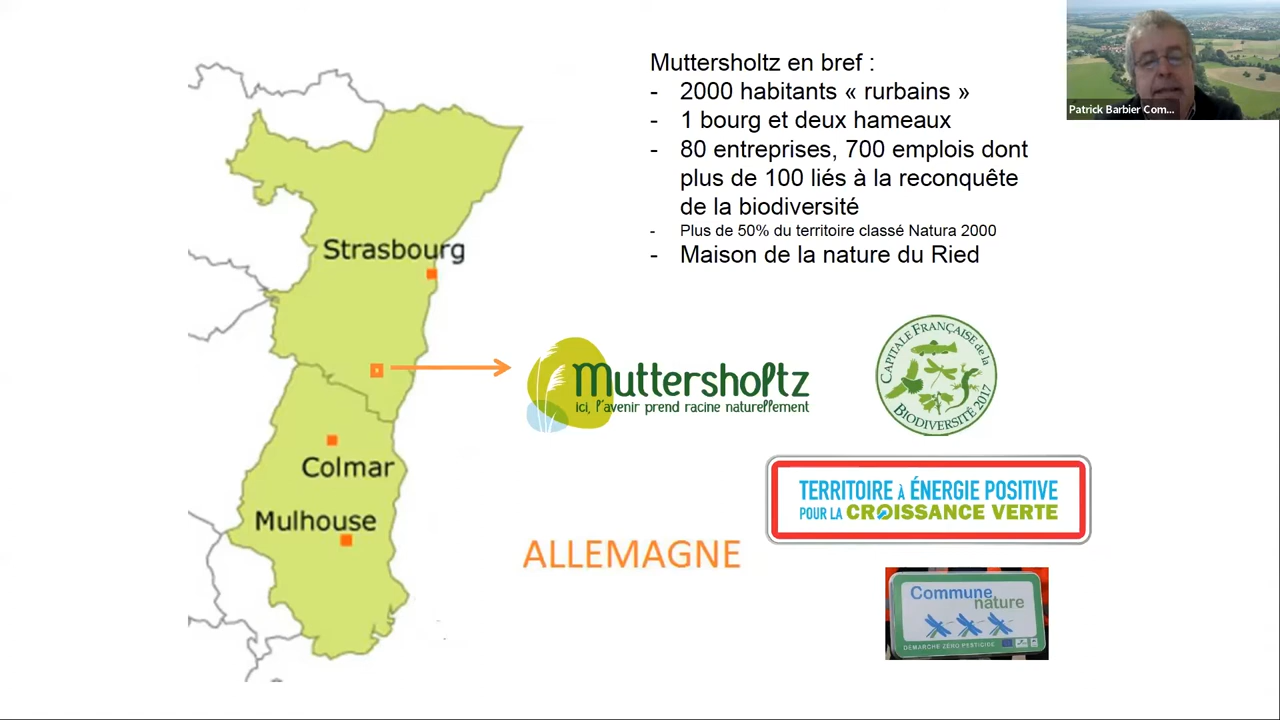 Muttersholtz en bref :
- 2000 habitants « rurbains »
- 1 bourg et deux hameaux
- 80 entreprises, 700 emplois dont
plus de 100 liés à la reconquête
de la biodiversité
- Plus de 50% du territoire classé Natura 2000
- Maison de la nature du Ried
Patrick Barbier Com...
Strasbourg
Muttersholtz
ici, l'avenir prend racine naturellement
CAPITALE FRANÇAISE de la
BIODIVERSITÉ 2017
Colmar
Mulhouse
TERRITOIRE À ÉNERGIE POSITIVE
POUR LA CROISSANCE VERTE
ALLEMAGNE
Commune
nature
DÉMARCHE ZÉRO PESTICIDE